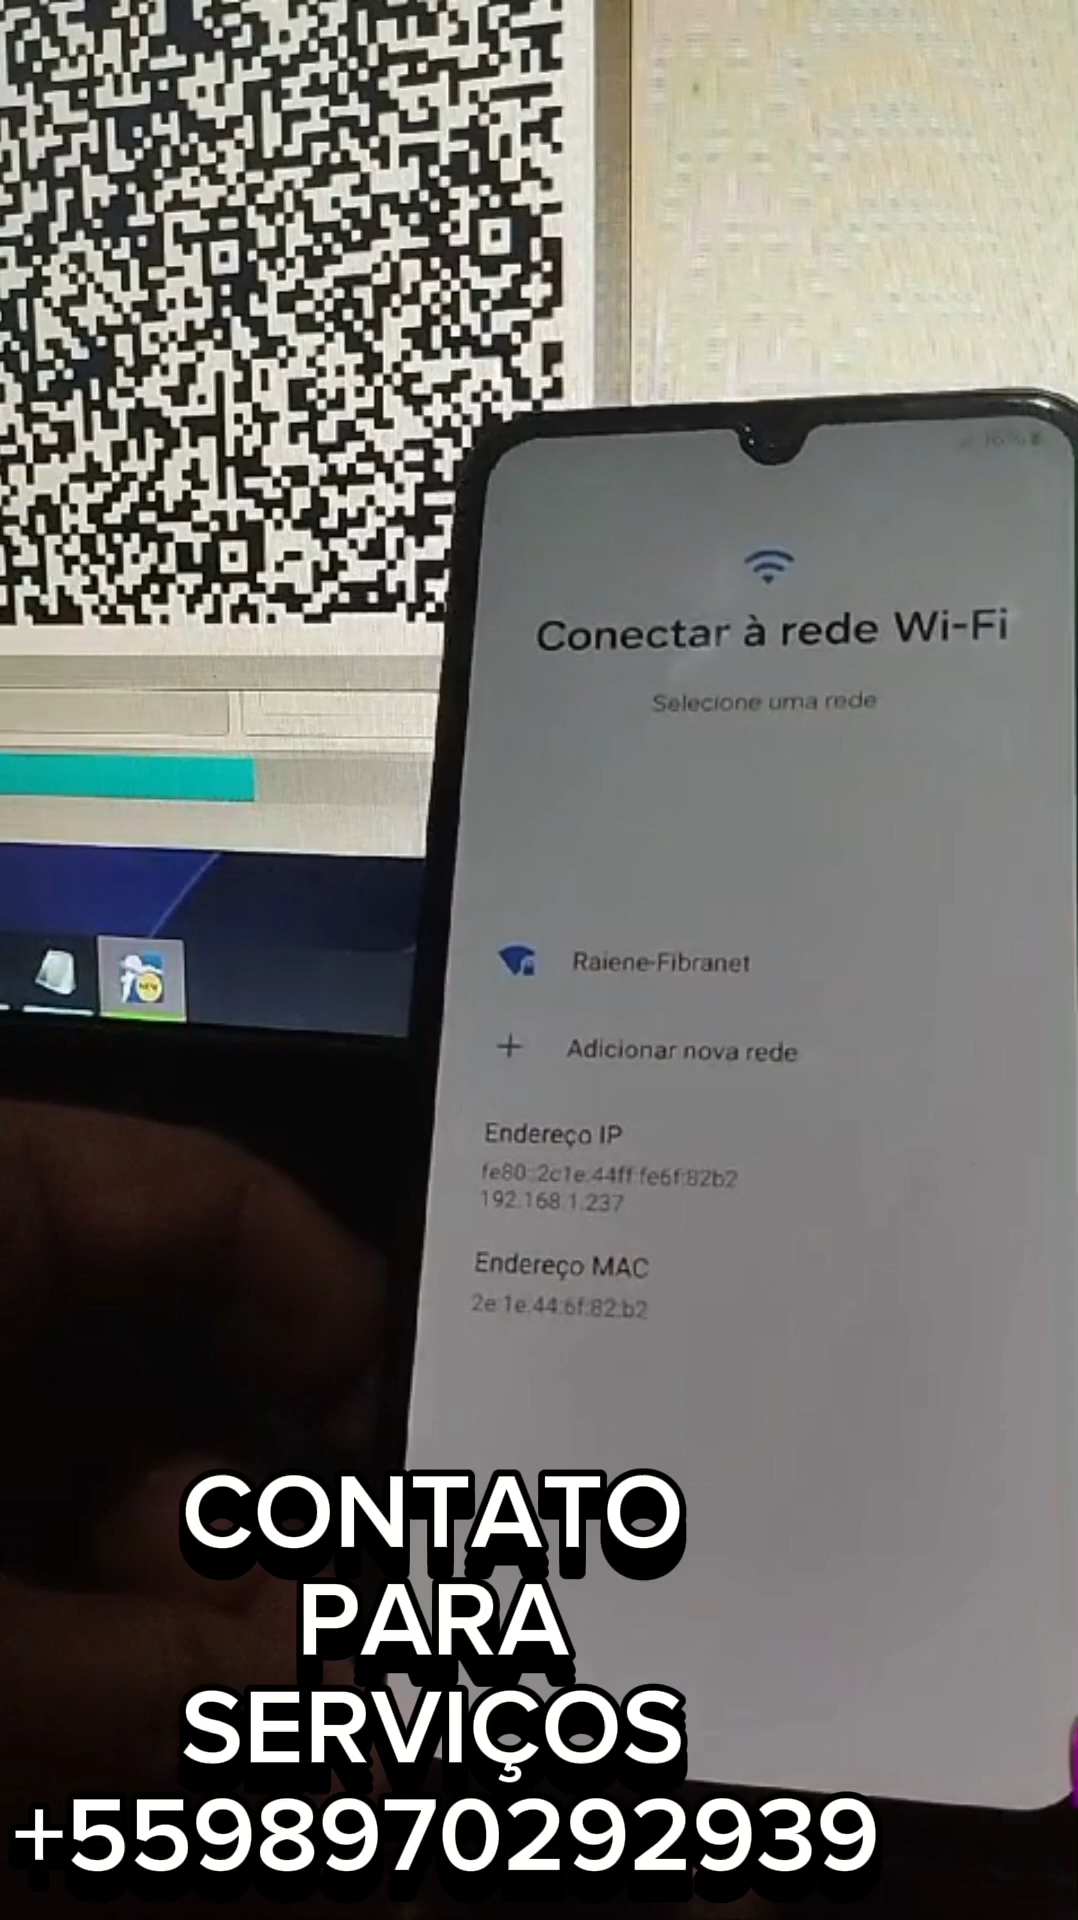 Conectar à rede Wi-Fi
Selecione uma rede
Raiene-Fibranet
Adicionar nova rede
Endereço IP
fe80::2c1e:44ff:fe6f:82b2
192.168.1.237
Endereço MAC
2e:1e:44:6f:82:b2
NEW
CONTATO
PARA
SERVIÇOS
+5598970292939